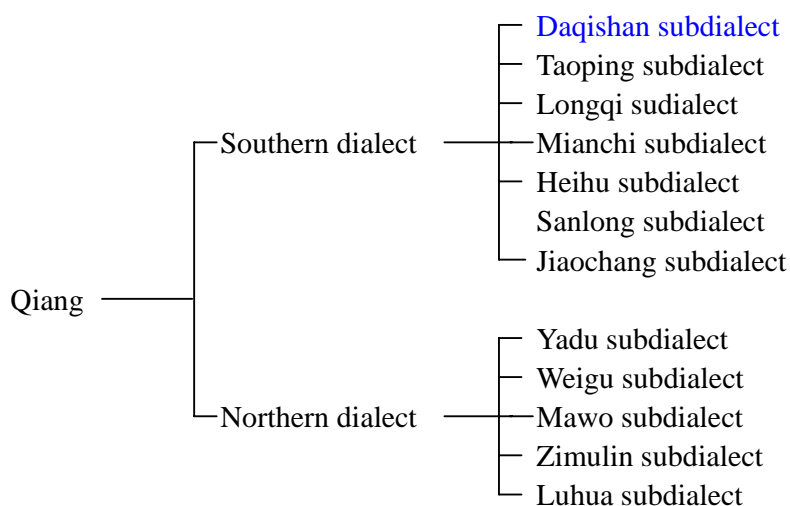 Daqishan subdialect
Taoping subdialect
Longqi sudialect
Southern dialect
Mianchi subdialect
Heihu subdialect
Sanlong subdialect
Jiaochang subdialect
Qiang
Yadu subdialect
Weigu subdialect
Northern dialect
Mawo subdialect
Zimulin subdialect
Luhua subdialect